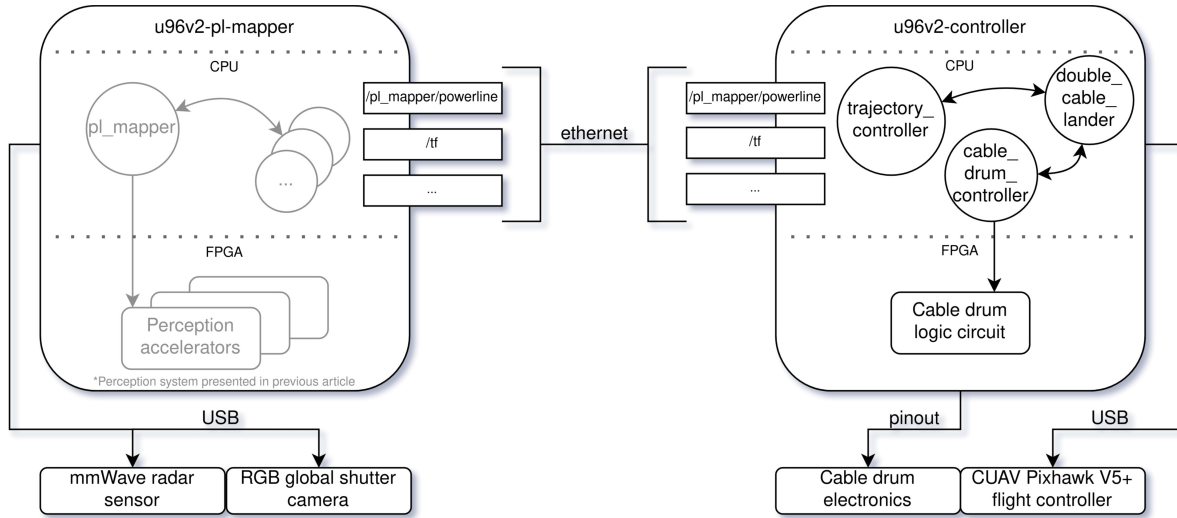 u96v2-pl-mapper
CPU
pl_mapper
...
/pl_mapper/powerline
/tf
...
FPGA
Perception
accelerators
*Perception system presented in previous article
USB
mmWave radar
sensor
RGB global shutter
camera
ethernet
u96v2-controller
CPU
/pl_mapper/powerline
/tf
...
trajectory_
controller
double_
cable_
lander
cable_
drum_
controller
FPGA
Cable drum
logic circuit
pinout
USB
Cable drum
electronics
CUAV Pixhawk V5+
flight controller